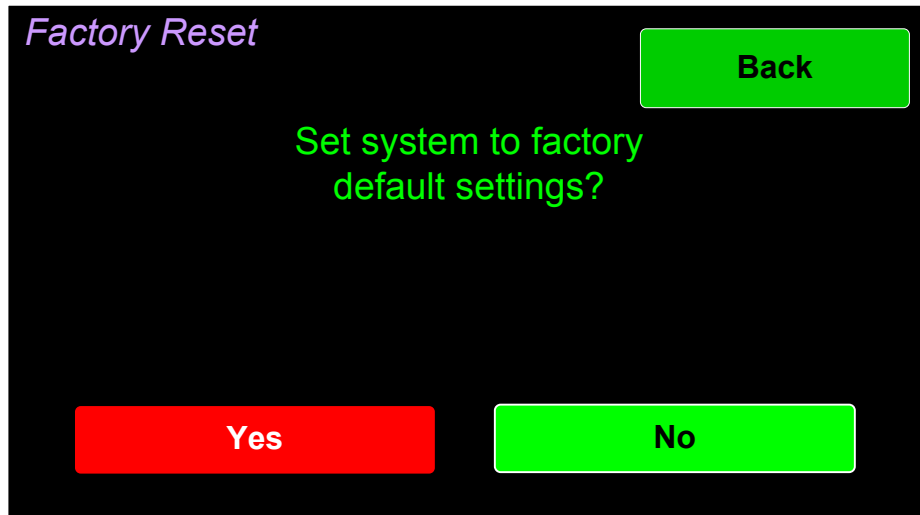 Factory Reset
Back
Set system to factory
default settings?
Yes
No